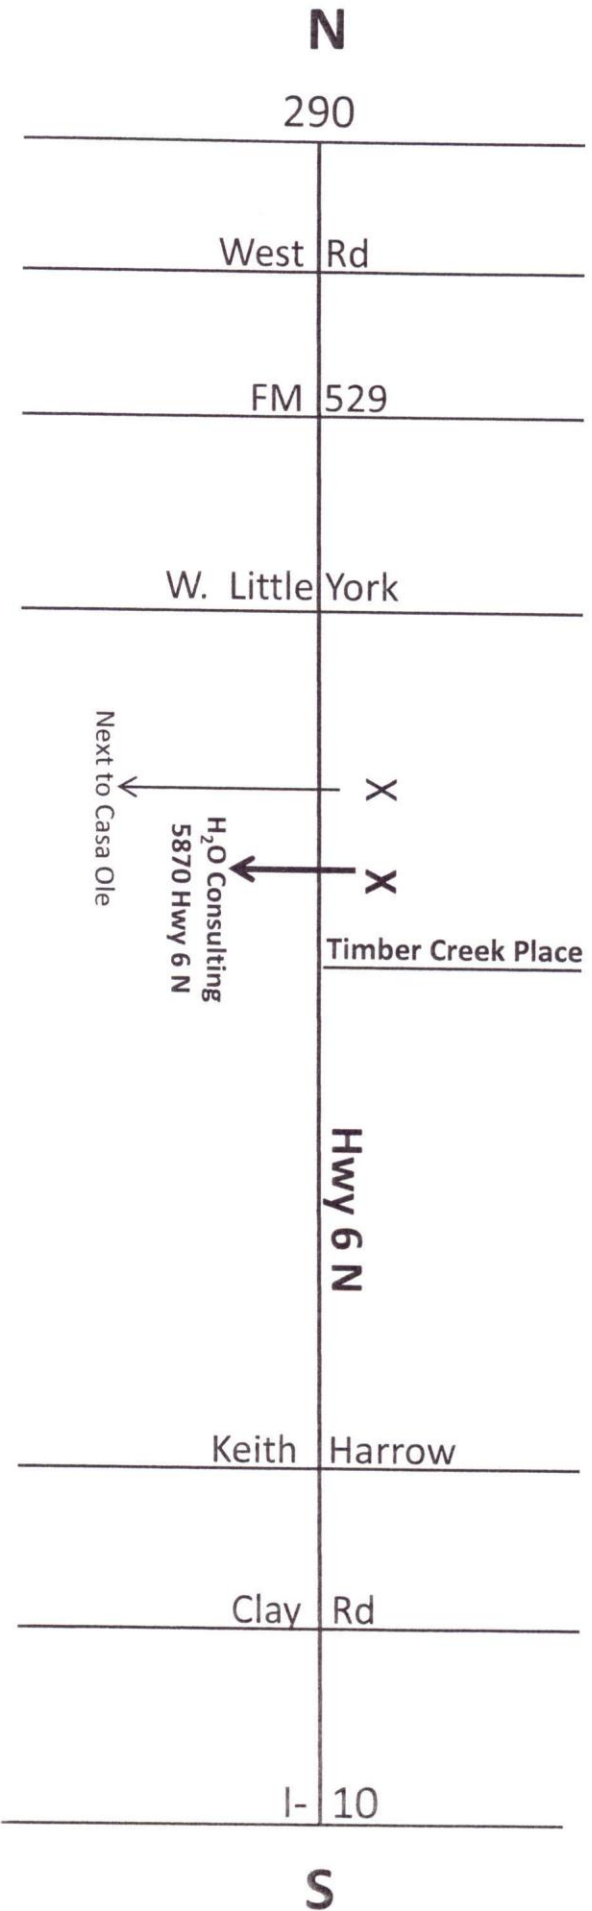 N
290
West Rd
FM 529
W. Little York
Next to Casa Ole
X
H₂O Consulting
5870 Hwy 6 N
X
Timber Creek Place
Hwy 6 N
Keith Harrow
Clay Rd
I-10
S